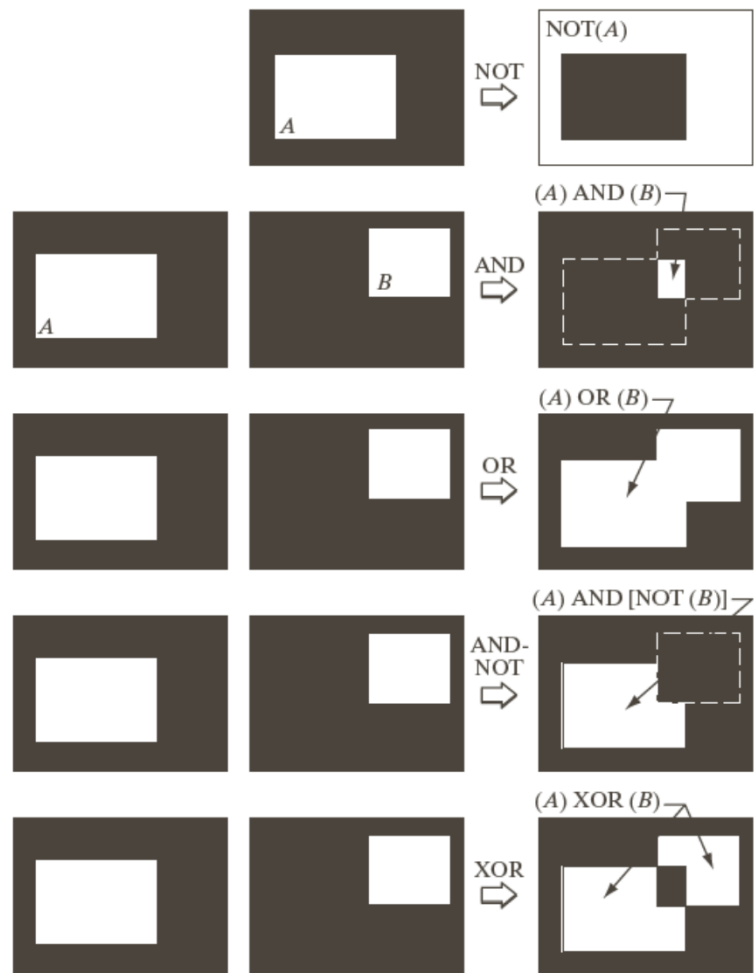 NOT(A)
NOT
A
(A) AND (B)
AND
A
B
(A) OR (B)
OR
(A) AND [NOT (B)]
AND-
NOT
(A) XOR (B)
XOR